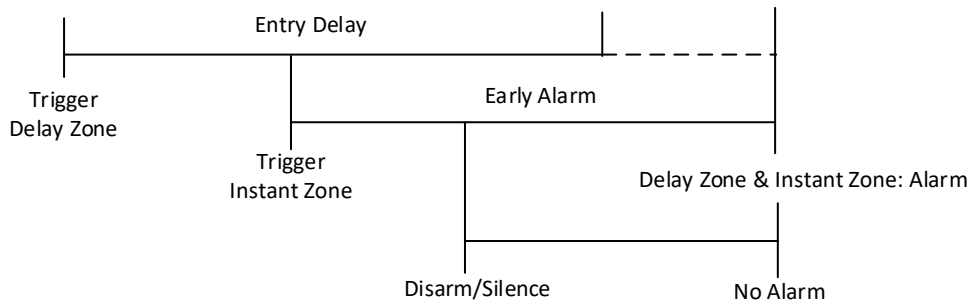 Entry Delay
Trigger
Delay Zone
Early Alarm
Trigger
Instant Zone
Delay Zone & Instant Zone: Alarm
Disarm/Silence
No Alarm